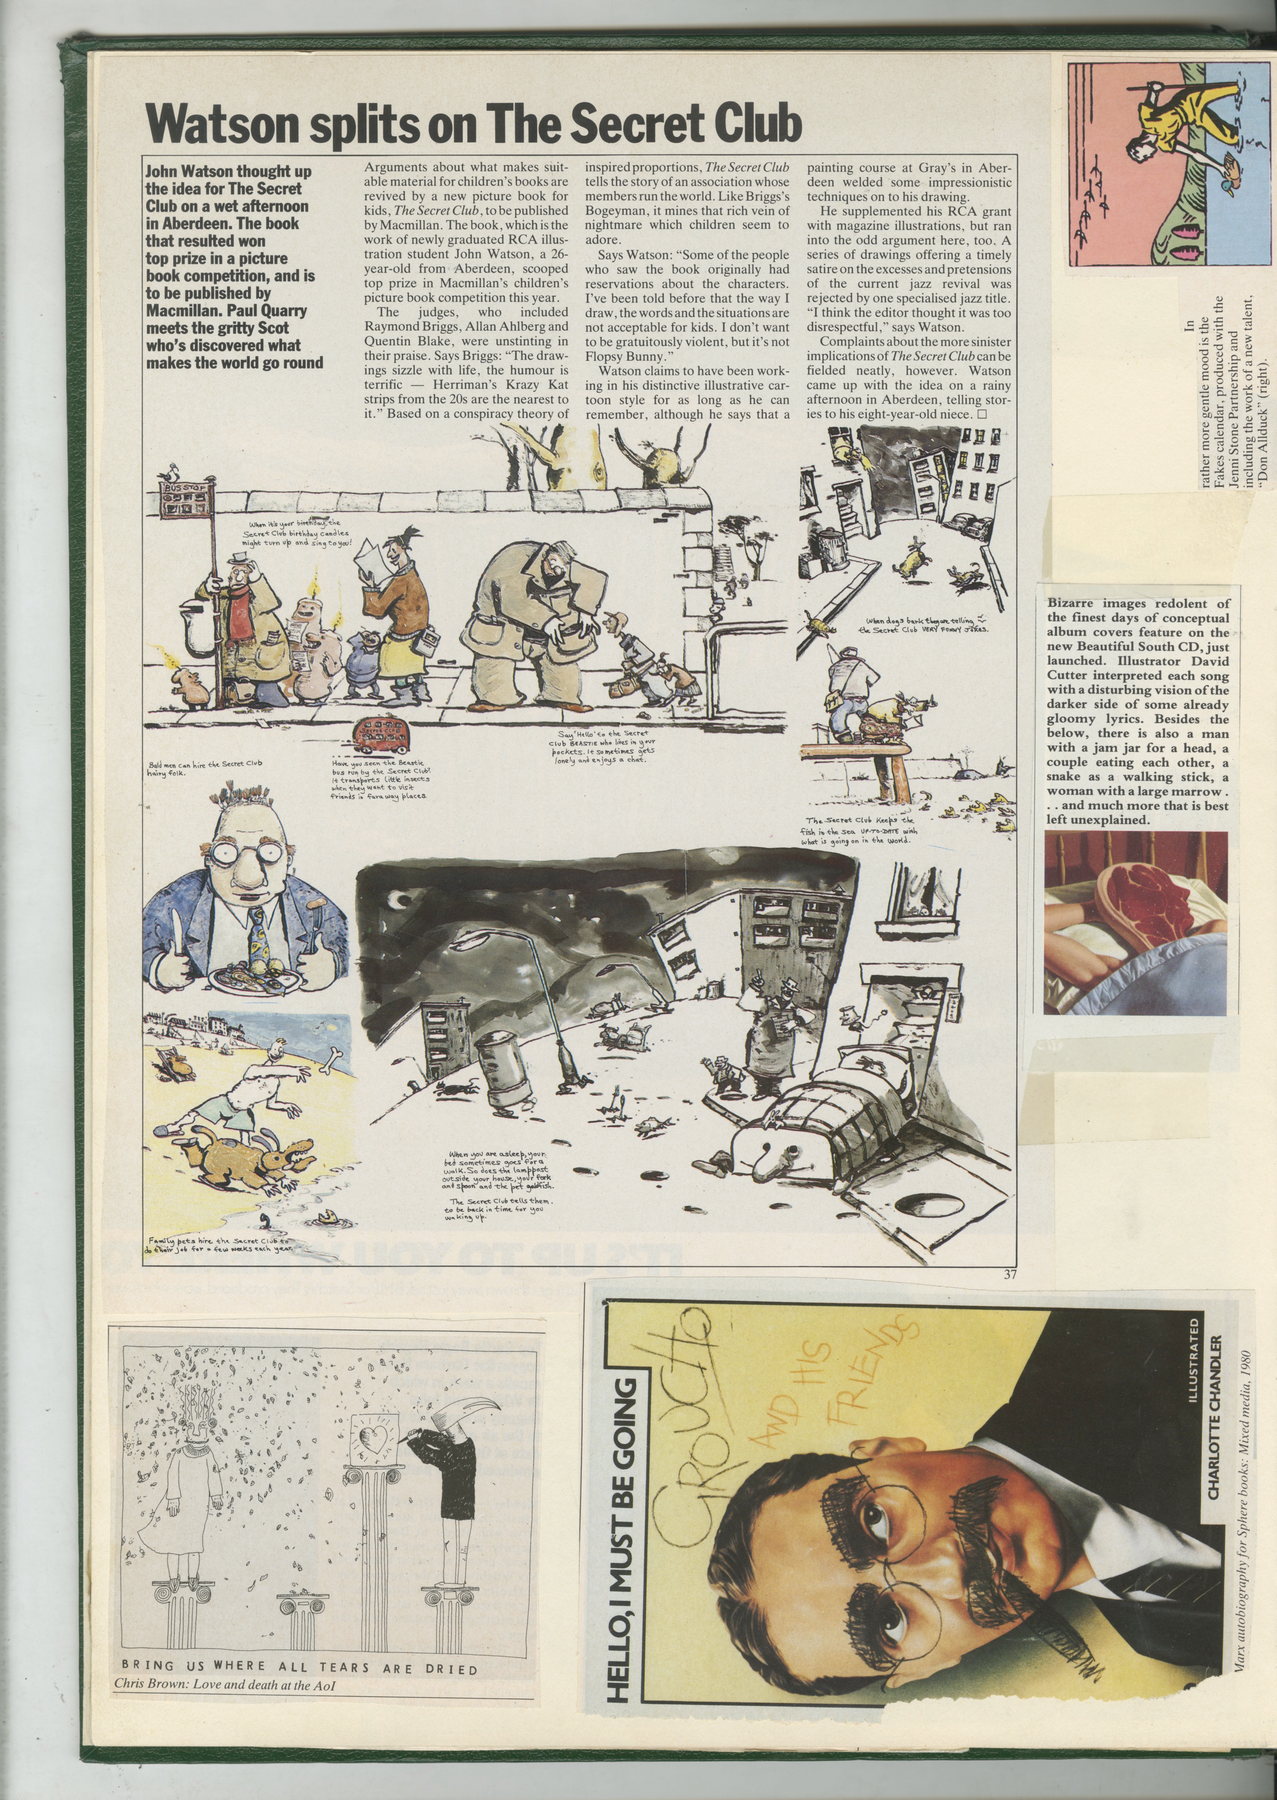 Watson splits on The Secret Club
John Watson thought up
the idea for The Secret
Club on a wet afternoon
in Aberdeen. The book
that resulted won
top prize in a picture
book competition, and is
to be published by
Macmillan. Paul Quarry
meets the gritty Scot
who's discovered what
makes the world go round
Arguments about what makes suit-
able material for children's books are
revived by a new picture book for
kids, The Secret Club, to be published
by Macmillan. The book, which is the
work of newly graduated RCA illus-
tration student John Watson, a 26-
year-old from Aberdeen, scooped
top prize in Macmillan's children's
picture book competition this year.
The judges, who included
Raymond Briggs, Allan Ahlberg and
Quentin Blake, were unstinting in
their praise. Says Briggs: "The draw-
ings sizzle with life, the humour is
terrific — Herriman's Krazy Kat
strips from the 20s are the nearest to
it." Based on a conspiracy theory of
inspired proportions, The Secret Club
tells the story of an association whose
members run the world. Like Briggs's
Bogeyman, it mines that rich vein of
nightmare which children seem to
adore.
Says Watson: "Some of the people
who saw the book originally had
reservations about the characters.
I've been told before that the way I
draw, the words and the situations are
not acceptable for kids. I don't want
to be gratuitously violent, but it's not
Flopsy Bunny."
Watson claims to have been work-
ing in his distinctive illustrative car-
toon style for as long as he can
remember, although he says that a
painting course at Gray's in Aber-
deen welded some impressionistic
techniques on to his drawing.
He supplemented his RCA grant
with magazine illustrations, but ran
into the odd argument here, too. A
series of drawings offering a timely
satire on the excesses and pretensions
of the current jazz revival was
rejected by one specialised jazz title.
"I think the editor thought it was too
disrespectful," says Watson.
Complaints about the more sinister
implications of The Secret Club can be
fielded neatly, however. Watson
came up with the idea on a rainy
afternoon in Aberdeen, telling stor-
ies to his eight-year-old niece. □
BUS STOP
When it's your birthday, the
Secret Club birthday candles
might turn up and sing to you!
When dogs bark they are telling
the Secret Club VERY FUNNY JOKES.
Say 'Hello' to the Secret
Club BEASTIE who lives in your
pockets. It sometimes gets
lonely and enjoys a chat.
Bald men can hire the Secret Club
hairy folk.
Have you seen the Beastie
bus run by the Secret Club?
It transports little insects
when they want to visit
friends in faraway places.
The Secret Club keeps the
fish in the sea UP-TO-DATE with
what is going on in the world.
When you are asleep, your
bed sometimes goes for a
walk. So does the lamppost
outside your house, your fork
and spoon and the pet goldfish.
The Secret Club tells them
to be back in time for you
waking up.
Family pets hire the Secret Club to
do their job for a few weeks each year.
37
In
rather more gentle mood is the
Fakes calendar, produced with the
Jenni Stone Partnership and
including the work of a new talent,
"Don Allduck" (right).
Bizarre images redolent of
the finest days of conceptual
album covers feature on the
new Beautiful South CD, just
launched. Illustrator David
Cutter interpreted each song
with a disturbing vision of the
darker side of some already
gloomy lyrics. Besides the
below, there is also a man
with a jam jar for a head, a
couple eating each other, a
snake as a walking stick, a
woman with a large marrow .
. . and much more that is best
left unexplained.
BRING US WHERE ALL TEARS ARE DRIED
Chris Brown: Love and death at the AoI
HELLO, I MUST BE GOING
GROUCHO
AND HIS
FRIENDS
ILLUSTRATED
CHARLOTTE CHANDLER
Marx autobiography for Sphere books: Mixed media, 1980